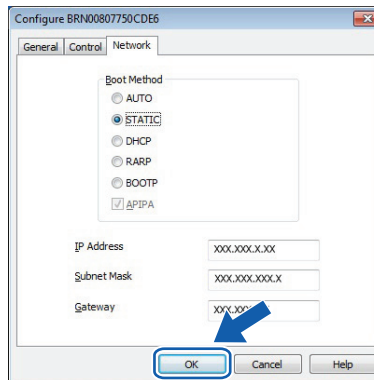 Configure BRN00807750CDE6
General Control Network
Boot Method
AUTO
STATIC
DHCP
RARP
BOOTP
APIPA
IP Address XXX.XXX.X.XX
Subnet Mask XXX.XXX.XXX.X
Gateway
OK Cancel Help